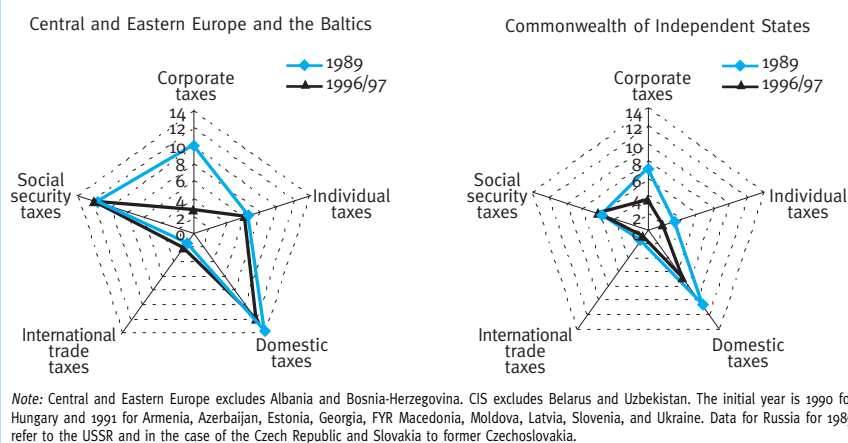 Central and Eastern Europe and the Baltics
1989
1996/97
Corporate
taxes
14
12
10
8
6
4
2
0
Social
security
taxes
Individual
taxes
International
trade
taxes
Domestic
taxes
Commonwealth of Independent States
1989
1996/97
Corporate
taxes
14
12
10
8
6
4
2
Social
security
taxes
Individual
taxes
International
trade
taxes
Domestic
taxes
Note: Central and Eastern Europe excludes Albania and Bosnia-Herzegovina. CIS excludes Belarus and Uzbekistan. The initial year is 1990 fo
Hungary and 1991 for Armenia, Azerbaijan, Estonia, Georgia, FYR Macedonia, Moldova, Latvia, Slovenia, and Ukraine. Data for Russia for 198
refer to the USSR and in the case of the Czech Republic and Slovakia to former Czechoslovakia.